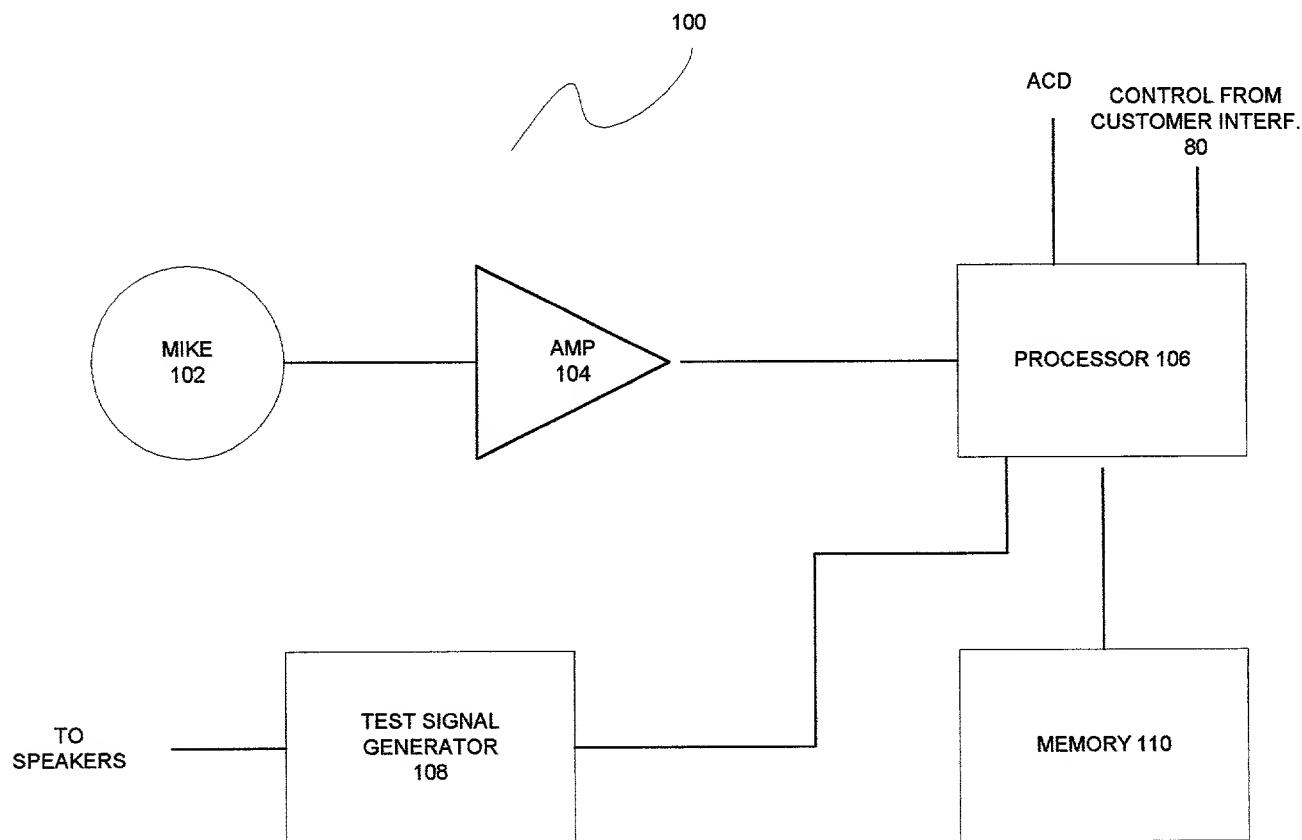 100
ACD
CONTROL FROM
CUSTOMER INTERF.
80
MIKE
102
AMP
104
PROCESSOR 106
TO
SPEAKERS
TEST SIGNAL
GENERATOR
108
MEMORY 110